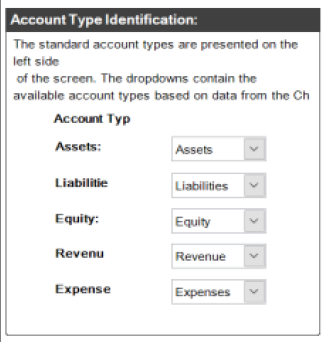 Account Type Identification:
The standard account types are presented on the
left side
of the screen. The dropdowns contain the
available account types based on data from the Ch
Account Typ
Assets: Assets
Liabilitie Liabilities
Equity: Equity
Revenu Revenue
Expense Expenses